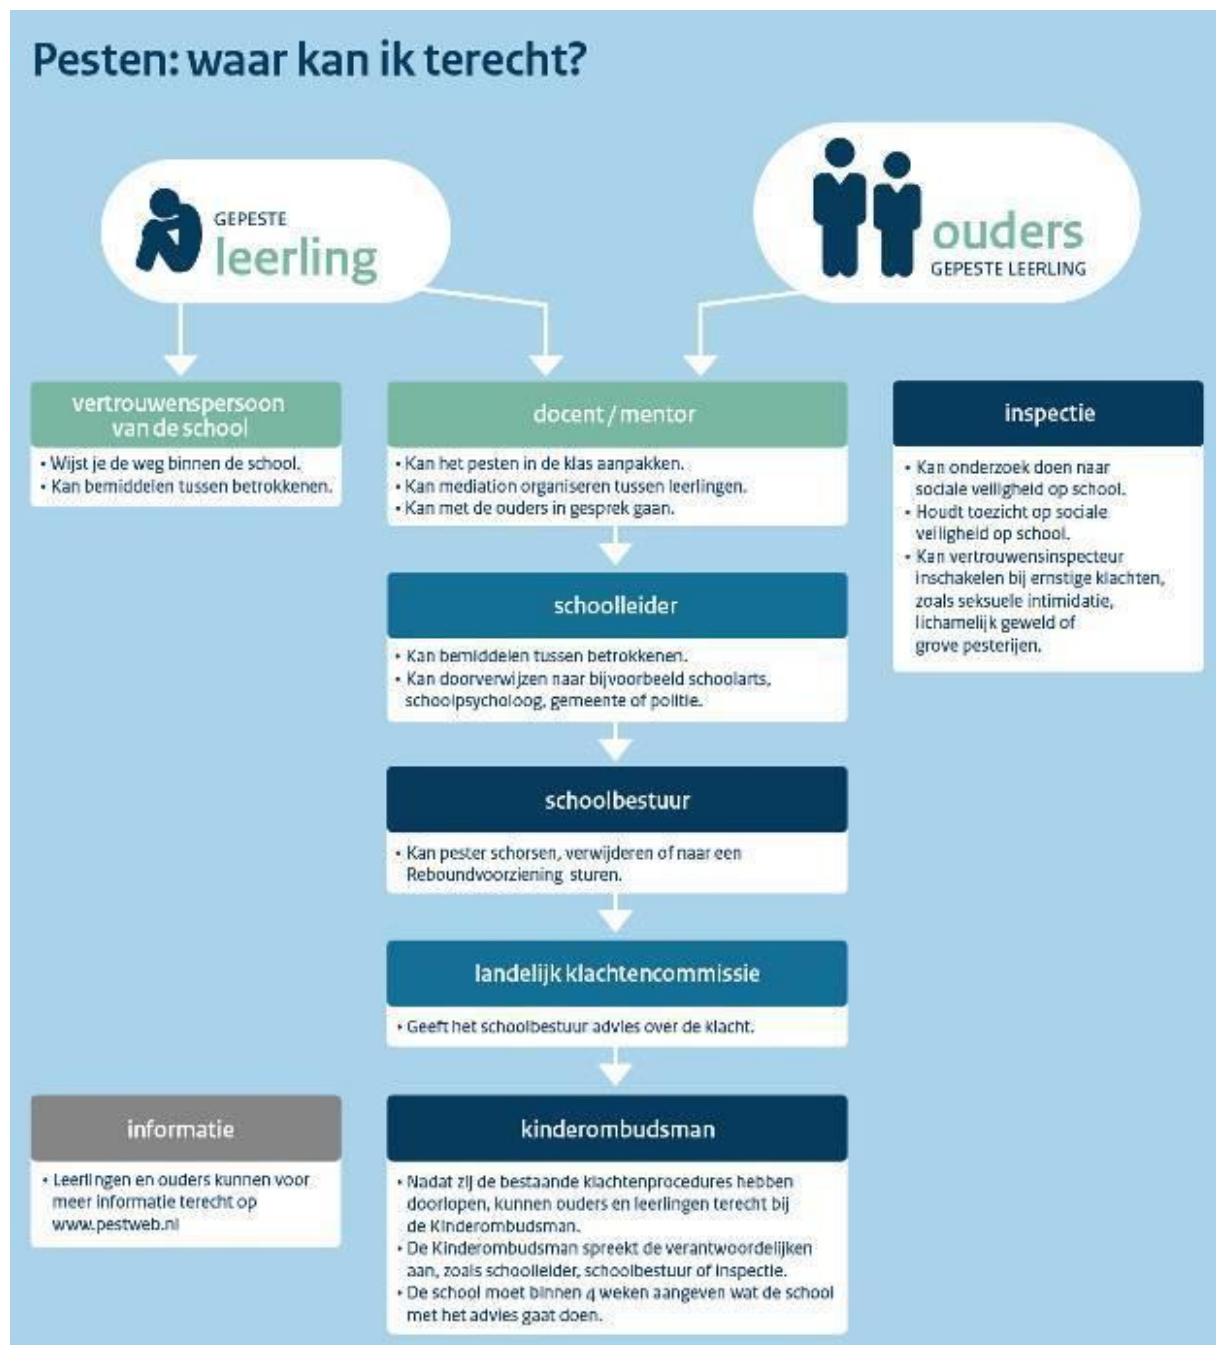 Pesten: waar kan ik terecht?
GEPESTE
leerling
ouders
GEPESTE LEERLING
vertrouwenspersoon
van de school
• Wijst je de weg binnen de school.
• Kan bemiddelen tussen betrokkenen.
docent / mentor
• Kan het pesten in de klas aanpakken.
• Kan mediation organiseren tussen leerlingen.
• Kan met de ouders in gesprek gaan.
inspectie
• Kan onderzoek doen naar
sociale veiligheid op school.
• Houdt toezicht op sociale
veiligheid op school.
• Kan vertrouwensinspecteur
inschakelen bij ernstige klachten,
zoals seksuele intimidatie,
lichamelijk geweld of
grove pesterijen.
schoolleider
• Kan bemiddelen tussen betrokkenen.
• Kan doorverwijzen naar bijvoorbeeld schoolarts,
schoolpsycholoog, gemeente of politie.
schoolbestuur
• Kan pester schorsen, verwijderen of naar een
Reboundvoorziening sturen.
landelijk klachtencommissie
• Geeft het schoolbestuur advies over de klacht.
informatie
• Leerlingen en ouders kunnen voor
meer informatie terecht op
www.pestweb.nl
kinderombudsman
• Nadat zij de bestaande klachtenprocedures hebben
doorlopen, kunnen ouders en leerlingen terecht bij
de Kinderombudsman.
• De Kinderombudsman spreekt de verantwoordelijken
aan, zoals schoolleider, schoolbestuur of inspectie.
• De school moet binnen 4 weken aangeven wat de school
met het advies gaat doen.